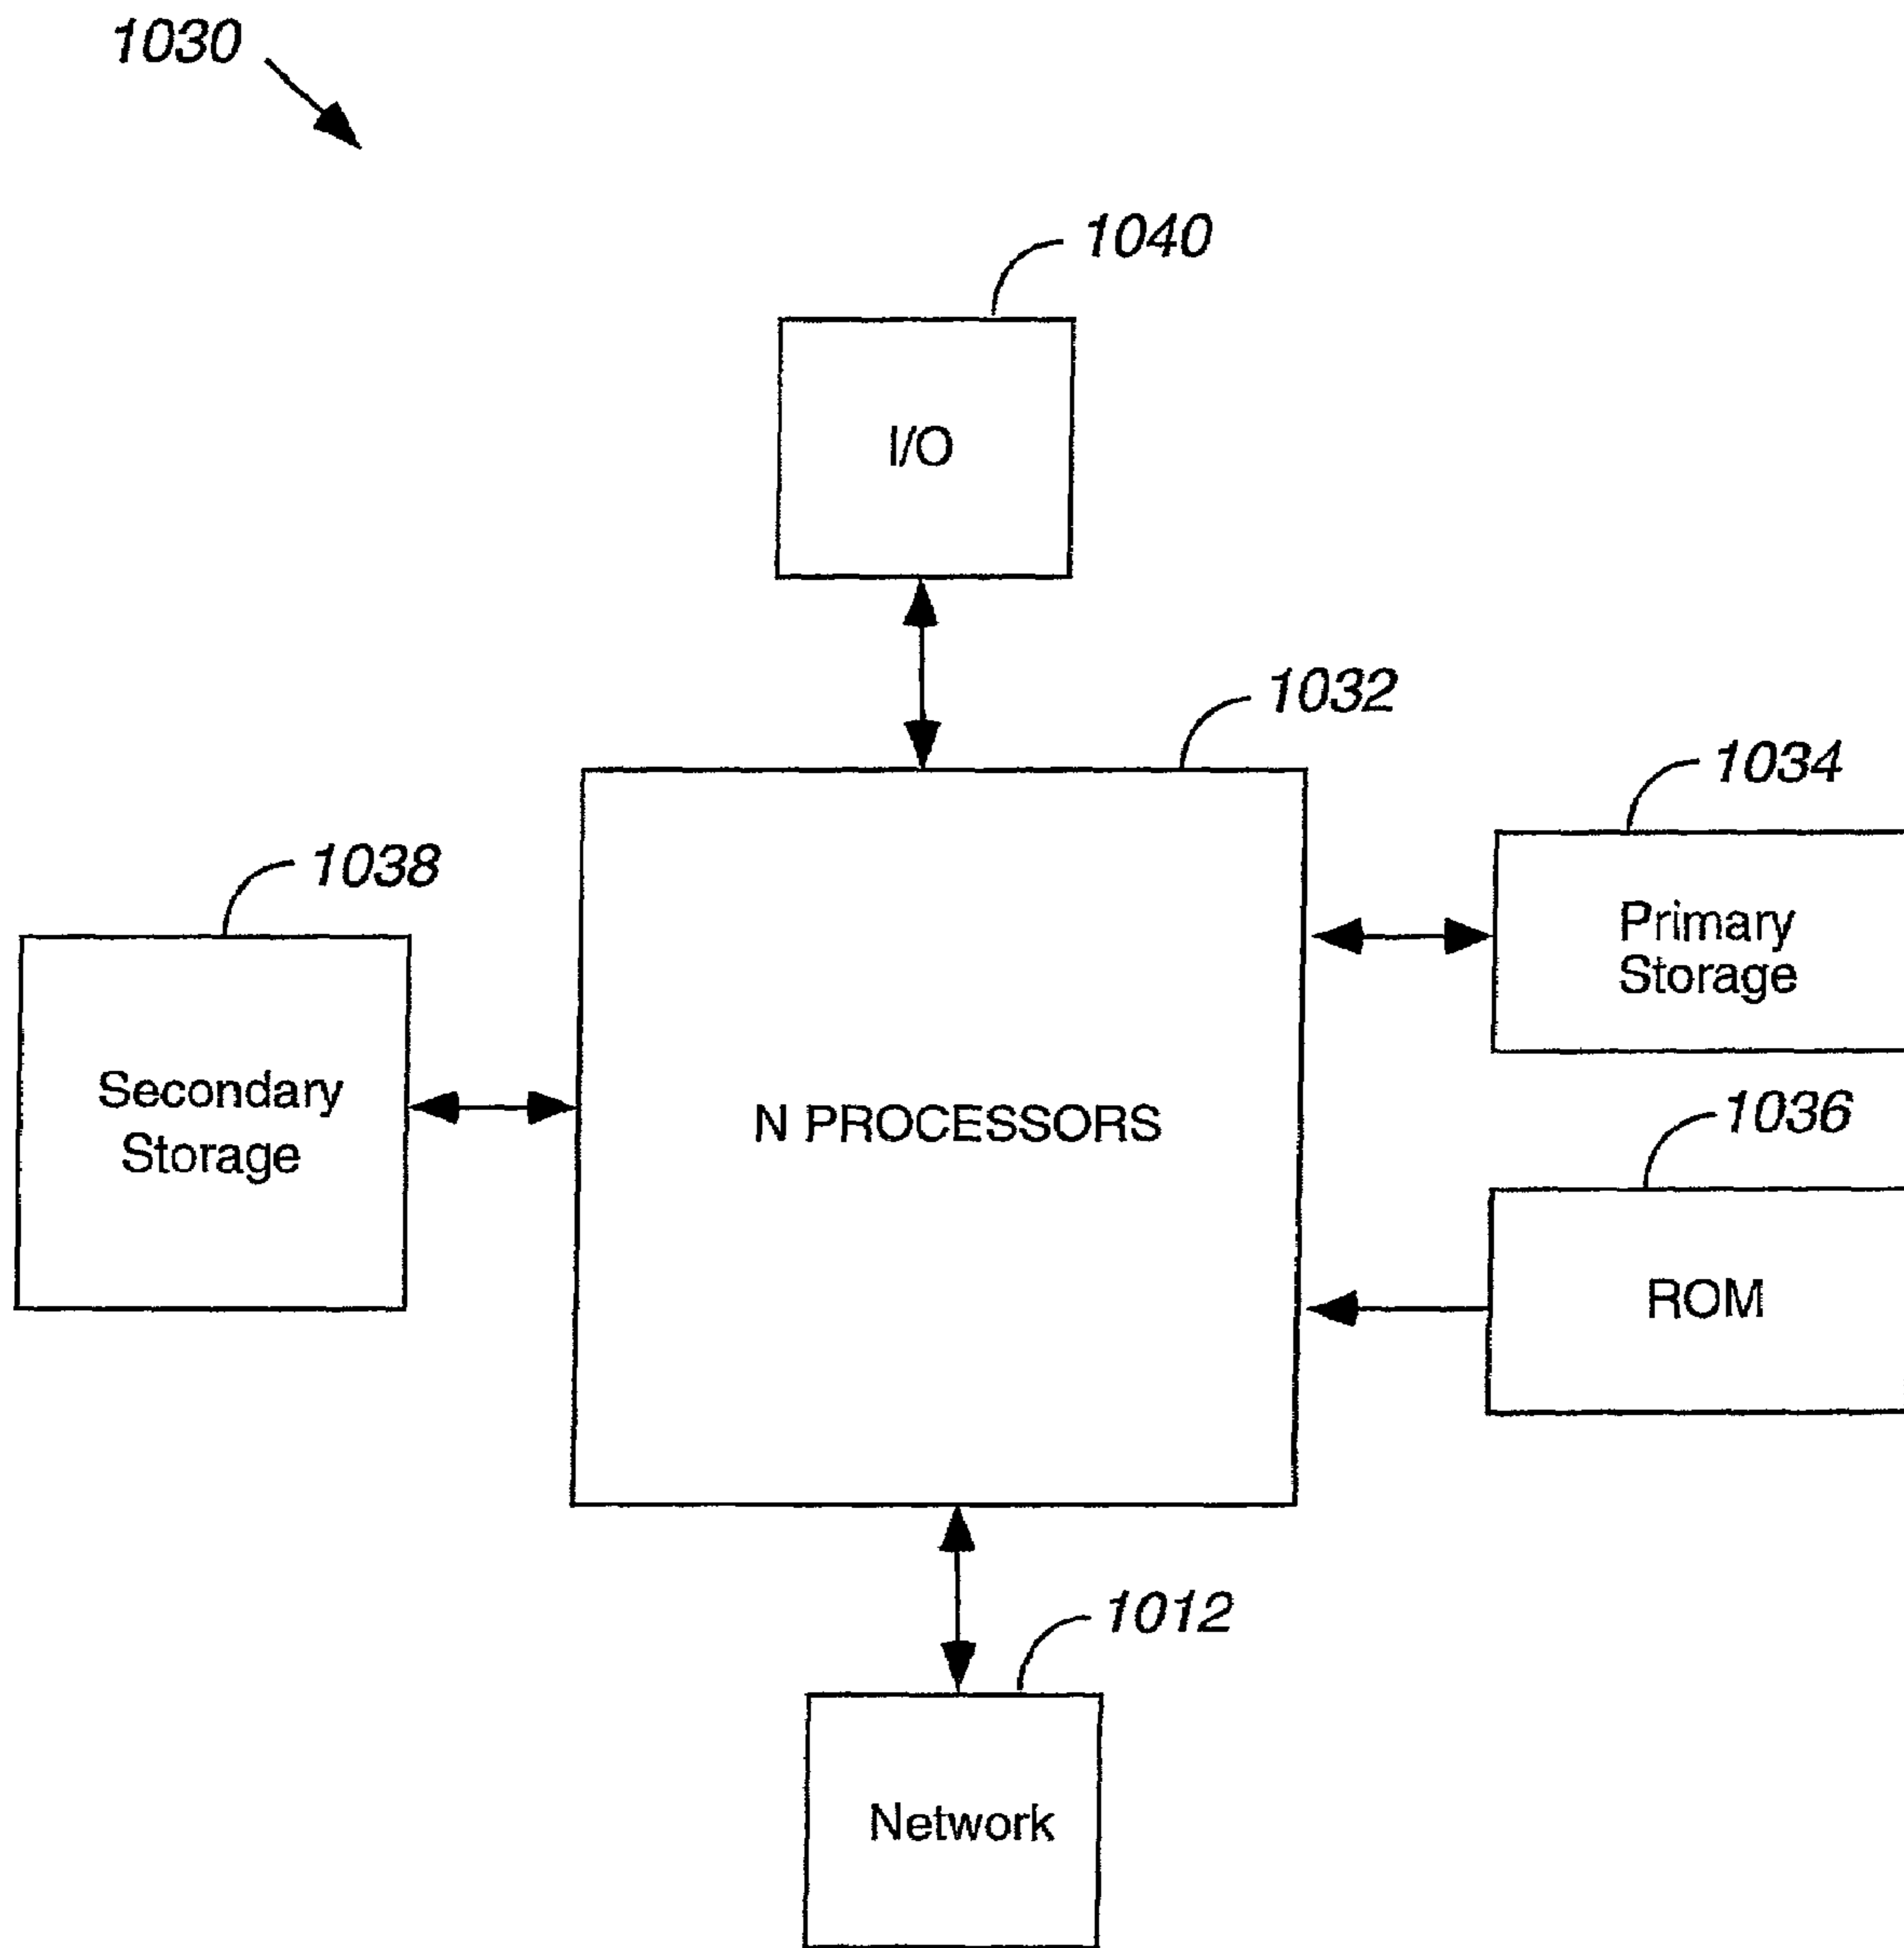 1030
1040
I/O
1032
1034
Primary
Storage
1038
Secondary
Storage
N PROCESSORS
1036
ROM
1012
Network